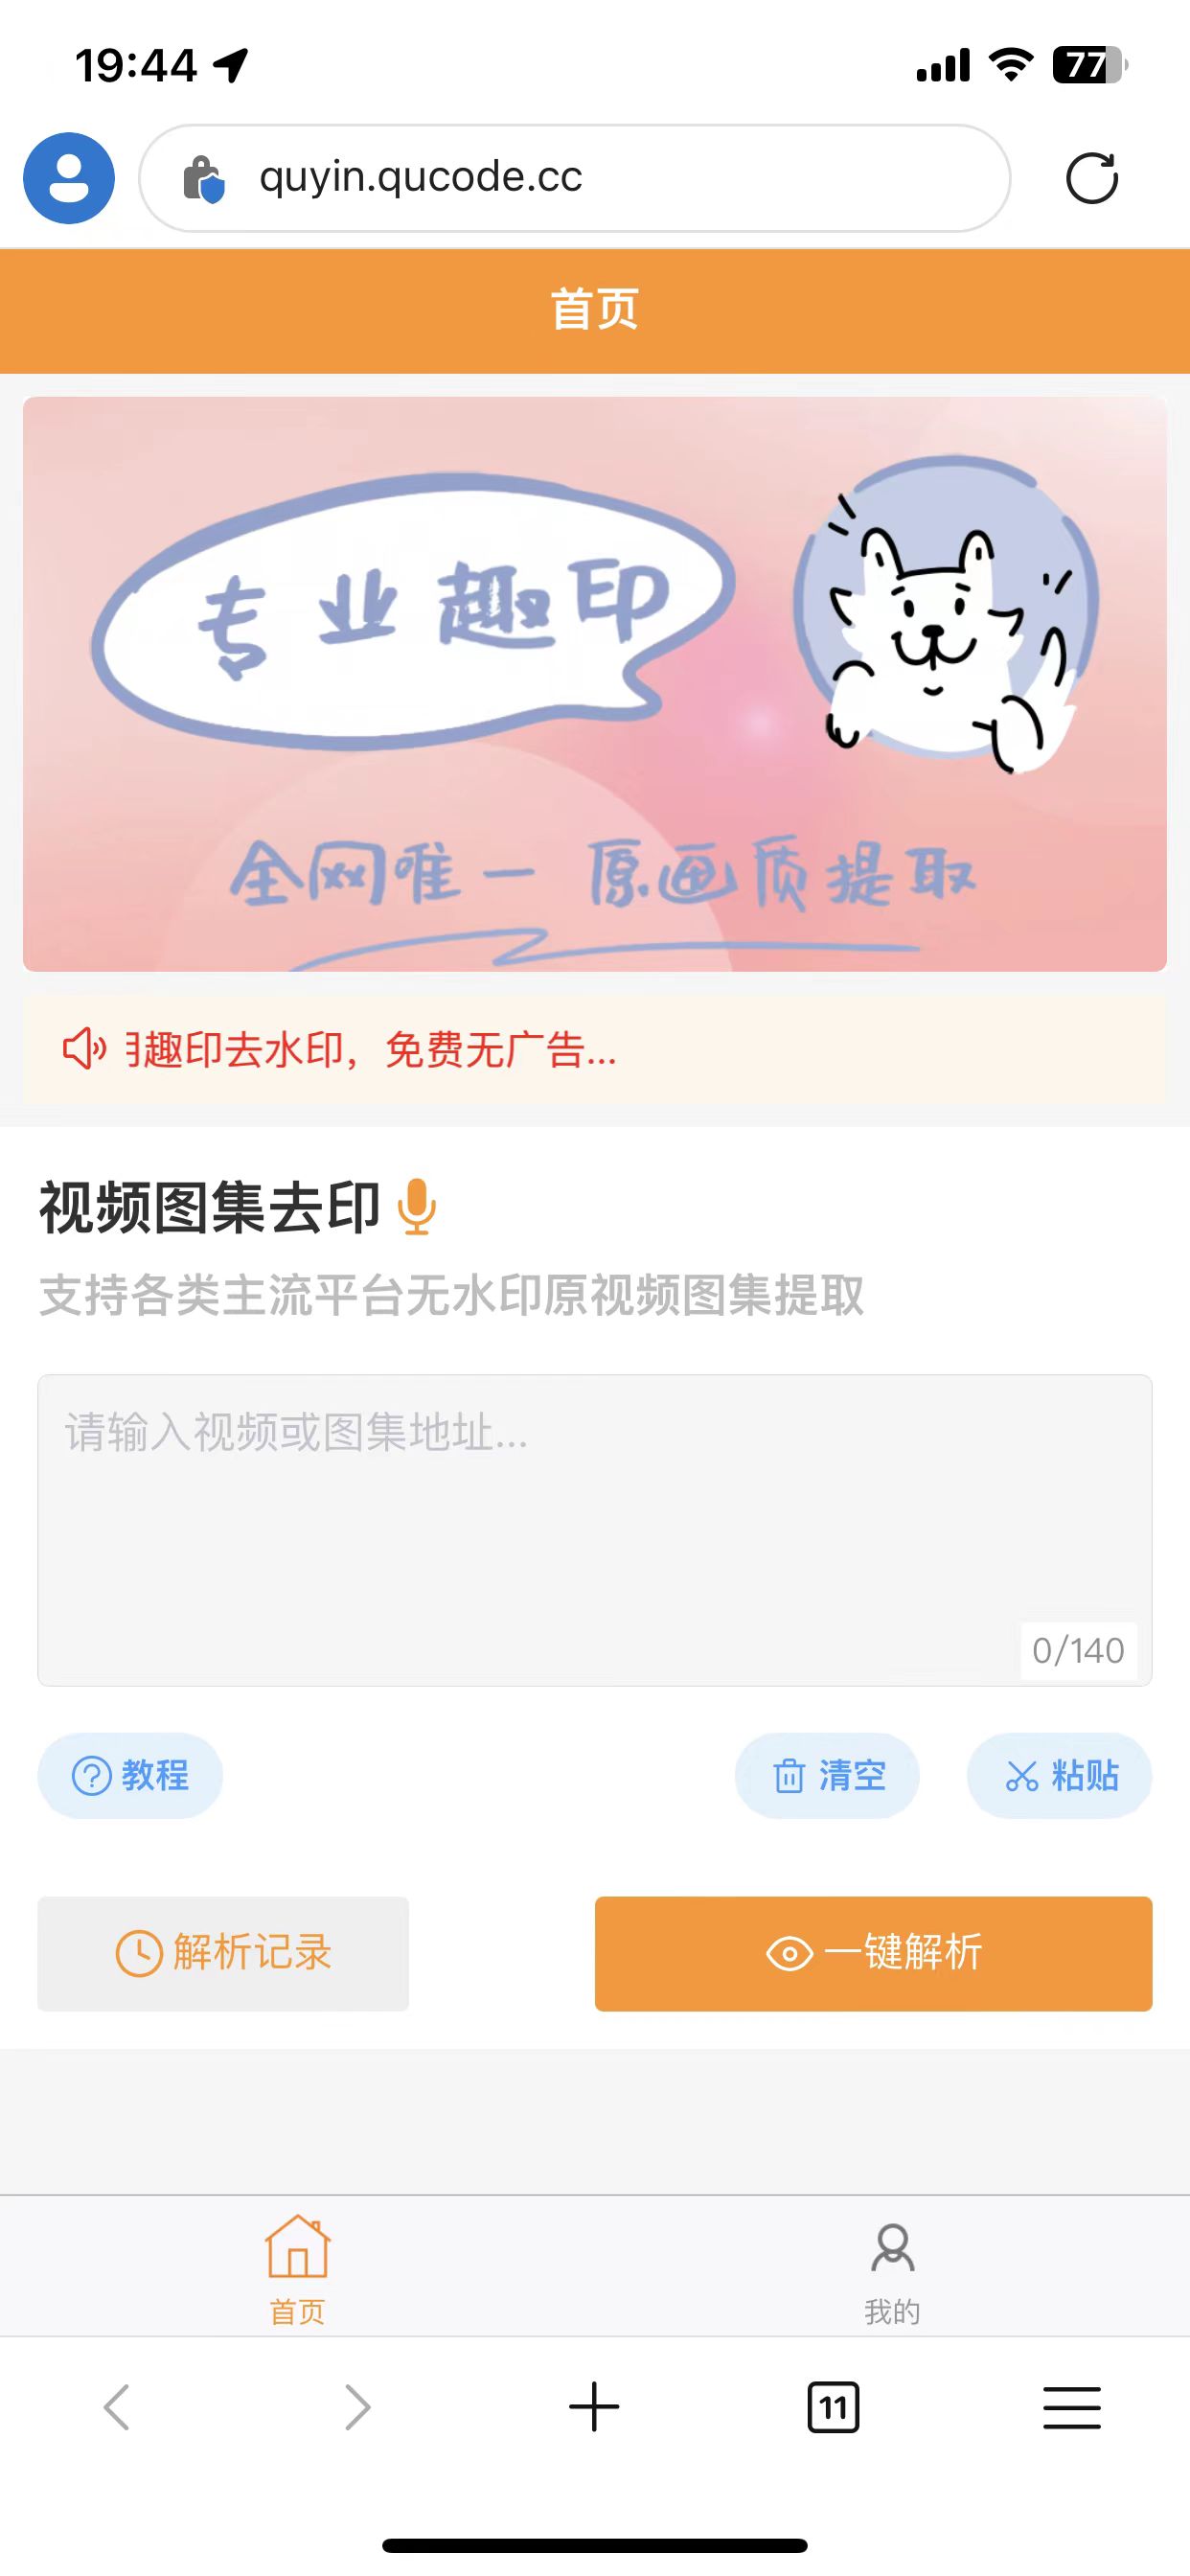 19:44
77
quyin.qucode.cc
首页
专业趣印
全网唯一 原画质提取
趣印去水印，免费无广告...
视频图集去印
支持各类主流平台无水印原视频图集提取
请输入视频或图集地址...
0/140
教程 清空 粘贴
解析记录 一键解析
首页 我的
11